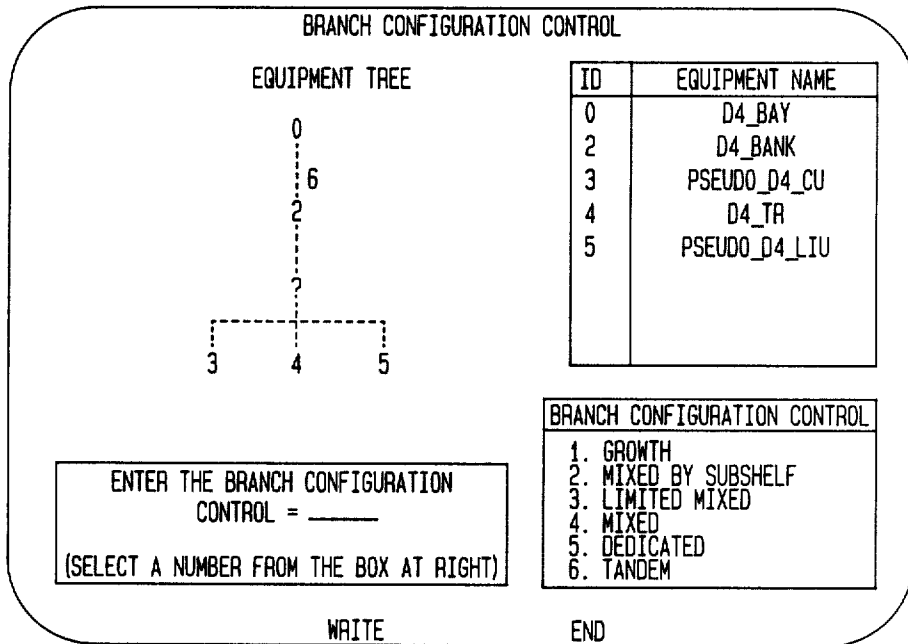 BRANCH CONFIGURATION CONTROL
EQUIPMENT TREE
0
6
2
?
3 4 5
ID EQUIPMENT NAME
0 D4_BAY
2 D4_BANK
3 PSEUDO_D4_CU
4 D4_TR
5 PSEUDO_D4_LIU
ENTER THE BRANCH CONFIGURATION
CONTROL = _____
(SELECT A NUMBER FROM THE BOX AT RIGHT)
BRANCH CONFIGURATION CONTROL
1. GROWTH
2. MIXED BY SUBSHELF
3. LIMITED MIXED
4. MIXED
5. DEDICATED
6. TANDEM
WRITE END